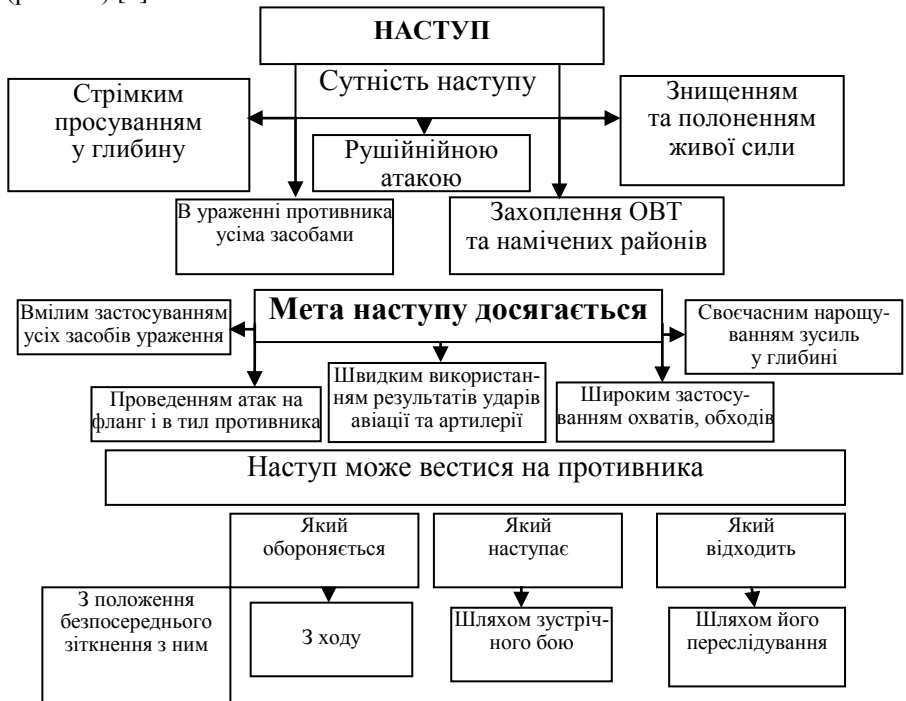 НАСТУП
Сутність наступу
Стрімким
просуванням
у глибину
Рушійнійною
атакою
Знищенням
та полоненням
живої сили
В ураженні противника
усіма засобами
Захоплення ОВТ
та намічених районів
Мета наступу досягається
Вмілим застосуванням
усіх засобів ураження
Своєчасним нарощу-
ванням зусиль
у глибині
Проведенням атак на
фланг і в тил противника
Швидким використан-
ням результатів ударів
авіації та артилерії
Широким застосу-
ванням охватів, обходів
Наступ може вестися на противника
Який
обороняється
Який
наступає
Який
відходить
З положення
безпосереднього
зіткнення з ним
З ходу
Шляхом зустріч-
ного бою
Шляхом його
переслідування